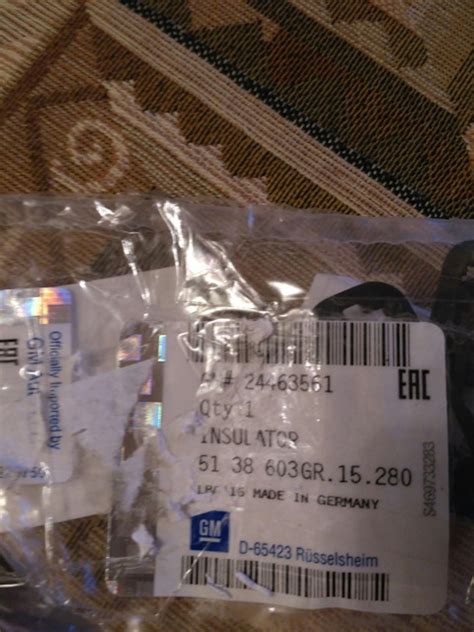 Officially Imported by
EAC
P # 24463561
EAC
Qty 1
INSULATOR
51 38 603GR.15.280
MADE IN GERMANY
GM
D-65423 Rüsselsheim
S469733283